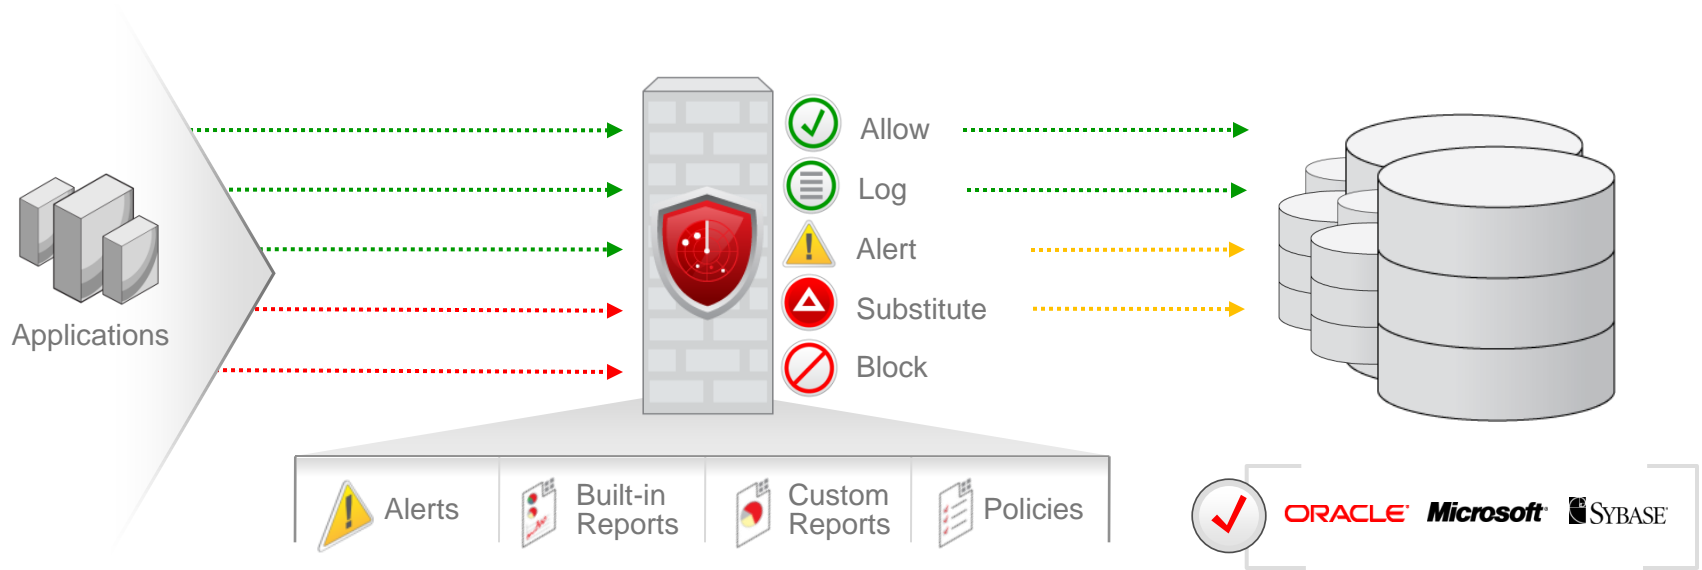 Applications
Allow
Log
Alert
Substitute
Block
Alerts
Built-in
Reports
Custom
Reports
Policies
ORACLE
Microsoft
SYBASE